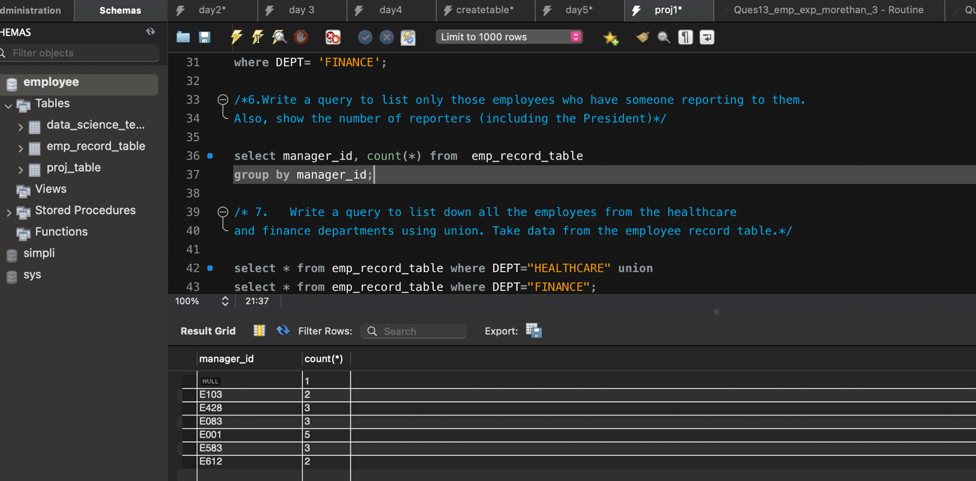 dministration
Schemas
day2*
day 3
day4
createtable*
day5*
proj1*
Ques13_emp_exp_morethan_3 - Routine
HEMAS
Filter objects
Limit to 1000 rows
employee
Tables
data_science_te...
emp_record_table
proj_table
Views
Stored Procedures
Functions
simpli
sys
31 where DEPT= 'FINANCE';
32
33 /*6.Write a query to list only those employees who have someone reporting to them.
34 Also, show the number of reporters (including the President)*/
35
36 select manager_id, count(*) from  emp_record_table
37 group by manager_id;
38
39 /* 7.   Write a query to list down all the employees from the healthcare
40 and finance departments using union. Take data from the employee record table.*/
41
42 select * from emp_record_table where DEPT="HEALTHCARE" union
43 select * from emp_record_table where DEPT="FINANCE";
100% 21:37
Result Grid Filter Rows: Search Export:
manager_id count(*)
NULL 1
E103 2
E428 3
E083 3
E001 5
E583 3
E612 2